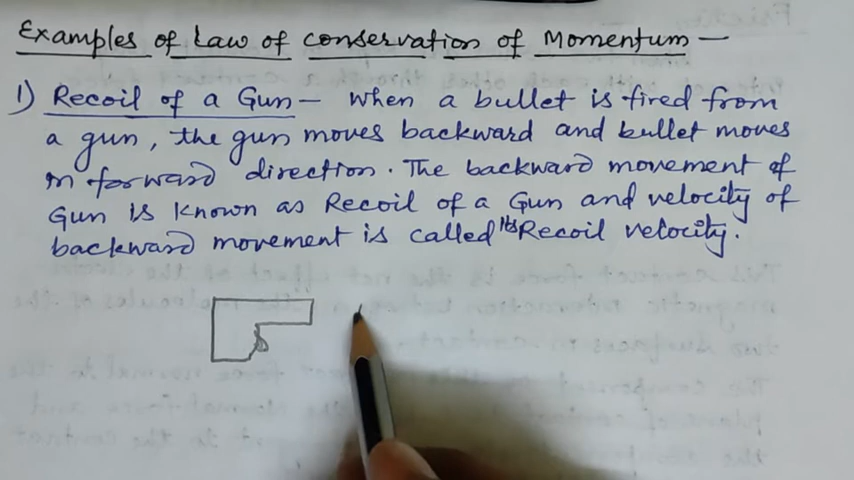 Examples of Law of conservation of Momentum —
1) Recoil of a Gun — when a bullet is fired from
a gun, the gun moves backward and bullet moves
in forward direction. The backward movement of
Gun is known as Recoil of a Gun and velocity of
backward movement is called its Recoil velocity.